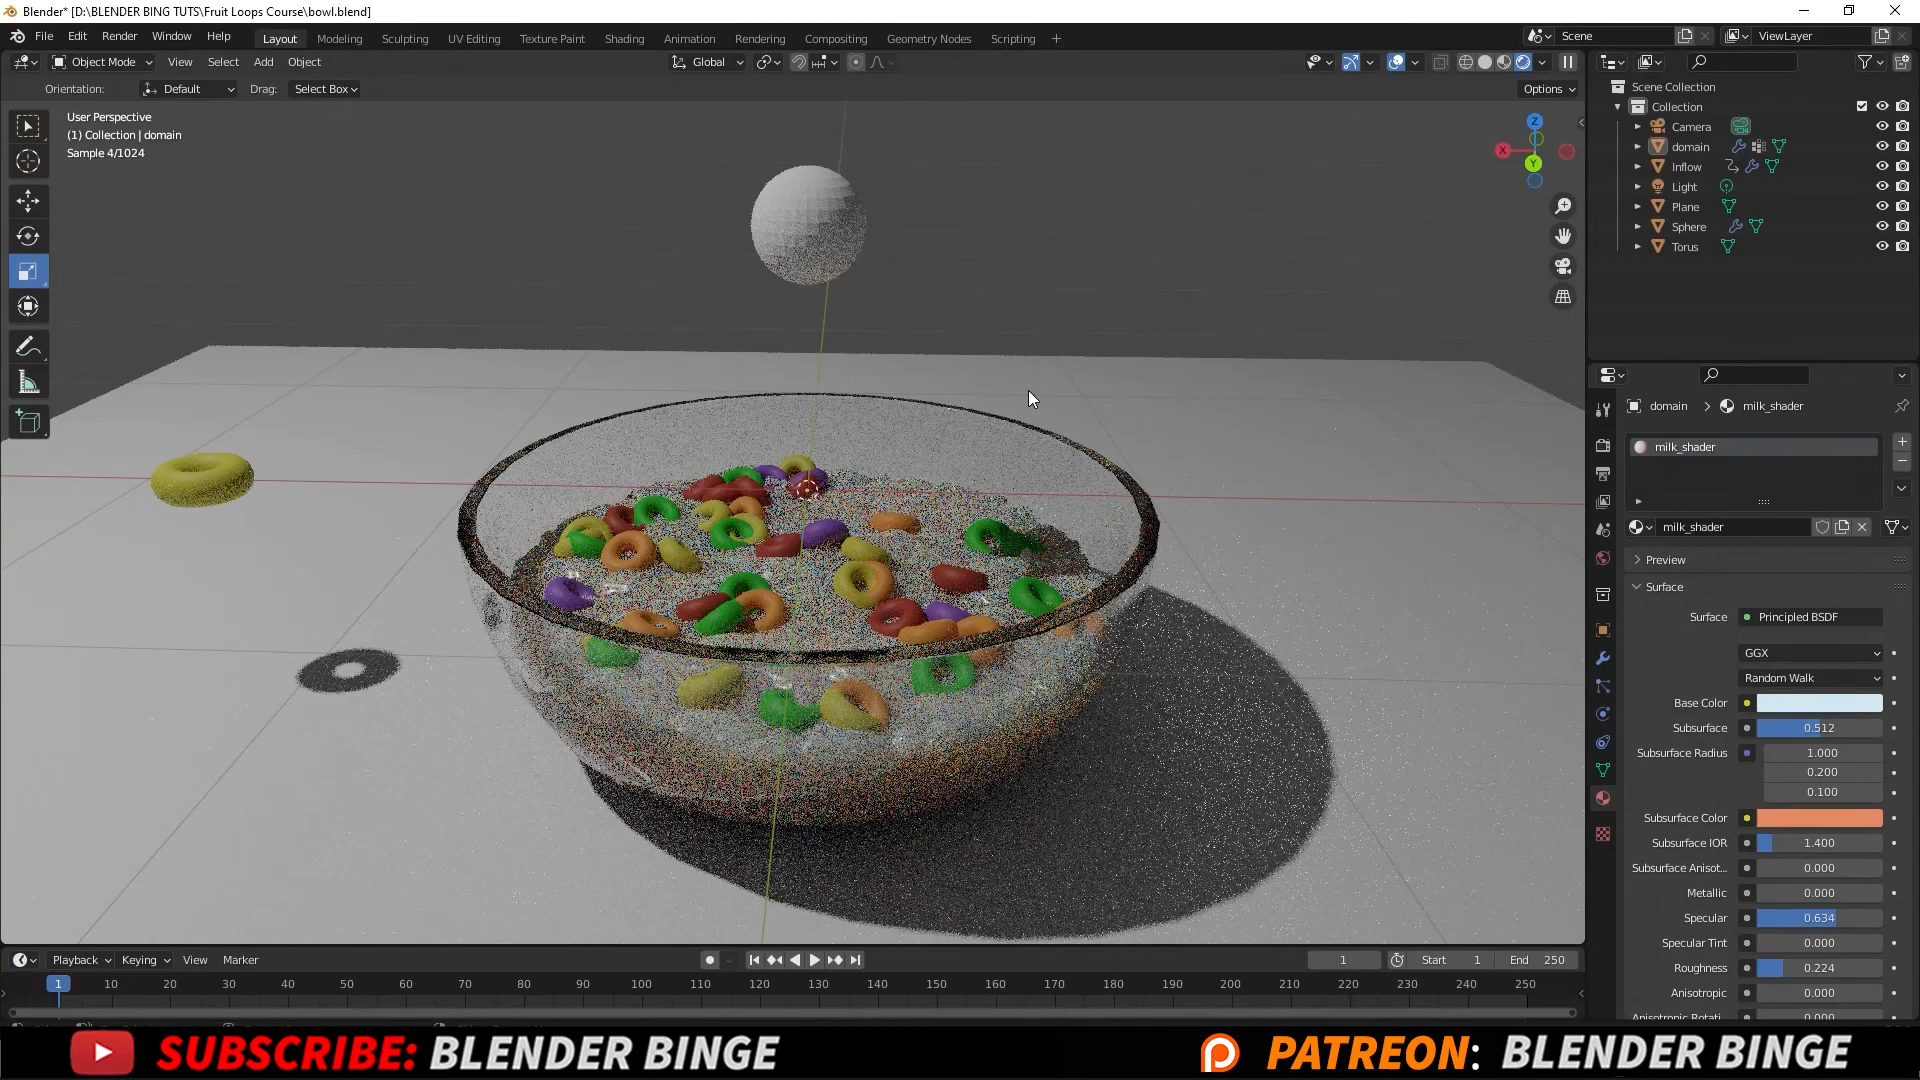 Blender* [D:\BLENDER BING TUTS\Fruit Loops Course\bowl.blend]
File Edit Render Window Help Layout Modeling Sculpting UV Editing Texture Paint Shading Animation Rendering Compositing Geometry Nodes Scripting + Scene ViewLayer
Object Mode View Select Add Object Global
Orientation: Default Drag: Select Box Options
User Perspective
(1) Collection | domain
Sample 4/1024
Z
X
Y
Scene Collection
Collection
Camera
domain
Inflow
Light
Plane
Sphere
Torus
domain > milk_shader
milk_shader
milk_shader
Preview
Surface
Surface Principled BSDF
GGX
Random Walk
Base Color
Subsurface 0.512
Subsurface Radius 1.000
0.200
0.100
Subsurface Color
Subsurface IOR 1.400
Subsurface Anisot... 0.000
Metallic 0.000
Specular 0.634
Specular Tint 0.000
Roughness 0.224
Anisotropic 0.000
Anisotropic Rotati... 0.000
Playback Keying View Marker 1 Start 1 End 250
1 10 20 30 40 50 60 70 80 90 100 110 120 130 140 150 160 170 180 190 200 210 220 230 240 250
SUBSCRIBE: BLENDER BINGE
PATREON: BLENDER BINGE